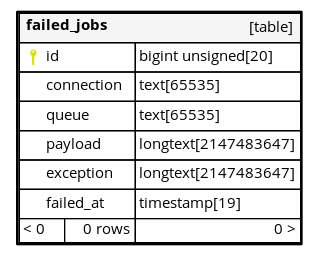 failed_jobs [table]
id bigint unsigned[20]
connection text[65535]
queue text[65535]
payload longtext[2147483647]
exception longtext[2147483647]
failed_at timestamp[19]
< 0 0 rows 0 >